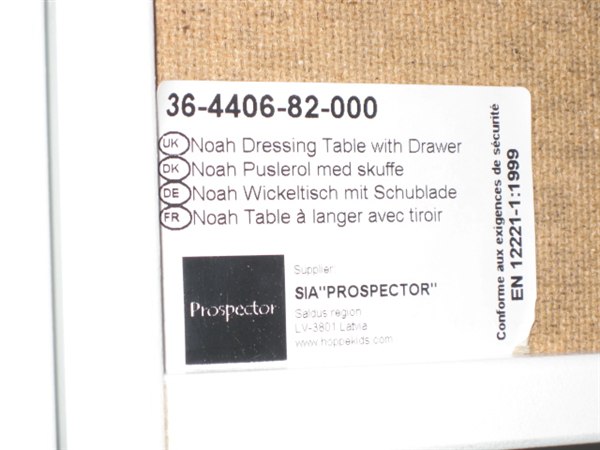 36-4406-82-000
UK Noah Dressing Table with Drawer
DK Noah Puslerol med skuffe
DE Noah Wickeltisch mit Schublade
FR Noah Table à langer avec tiroir
Prospector
Supplier
SIA"PROSPECTOR"
Saldus region
LV-3801 Latvia
www.hoppekids.com
Conforme aux exigences de sécurité
EN 12221-1:1999